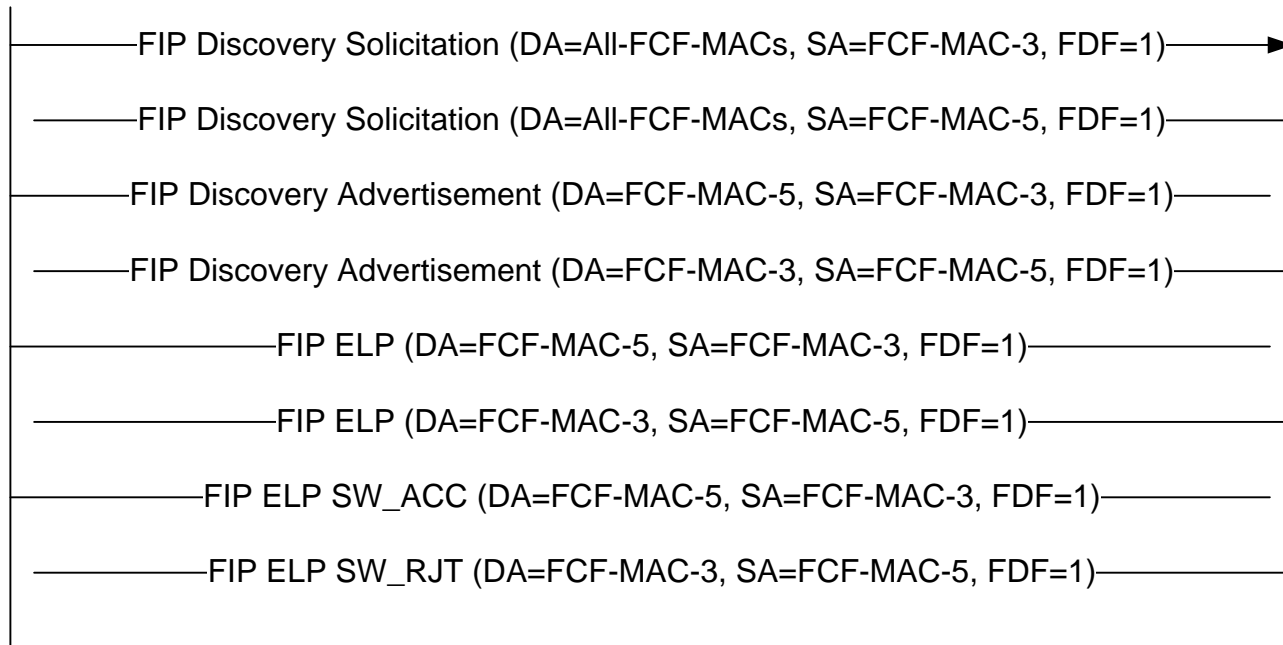 FIP Discovery Solicitation (DA=All-FCF-MACs, SA=FCF-MAC-3, FDF=1)
FIP Discovery Solicitation (DA=All-FCF-MACs, SA=FCF-MAC-5, FDF=1)
FIP Discovery Advertisement (DA=FCF-MAC-5, SA=FCF-MAC-3, FDF=1)
FIP Discovery Advertisement (DA=FCF-MAC-3, SA=FCF-MAC-5, FDF=1)
FIP ELP (DA=FCF-MAC-5, SA=FCF-MAC-3, FDF=1)
FIP ELP (DA=FCF-MAC-3, SA=FCF-MAC-5, FDF=1)
FIP ELP SW_ACC (DA=FCF-MAC-5, SA=FCF-MAC-3, FDF=1)
FIP ELP SW_RJT (DA=FCF-MAC-3, SA=FCF-MAC-5, FDF=1)